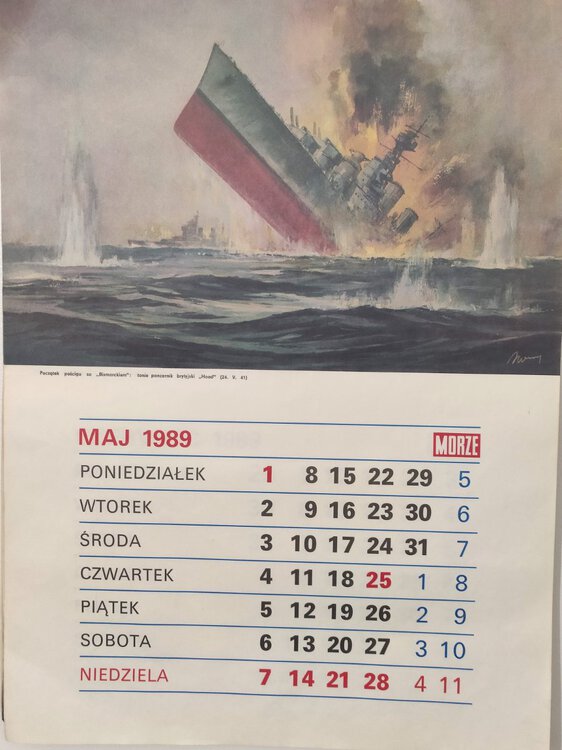 Początek pościgu za „Bismarckiem": tonie pancernik brytyjski „Hood" (24. V. 41)
MAJ 1989 MORZE
PONIEDZIAŁEK 1 8 15 22 29 5
WTOREK 2 9 16 23 30 6
ŚRODA 3 10 17 24 31 7
CZWARTEK 4 11 18 25 1 8
PIĄTEK 5 12 19 26 2 9
SOBOTA 6 13 20 27 3 10
NIEDZIELA 7 14 21 28 4 11